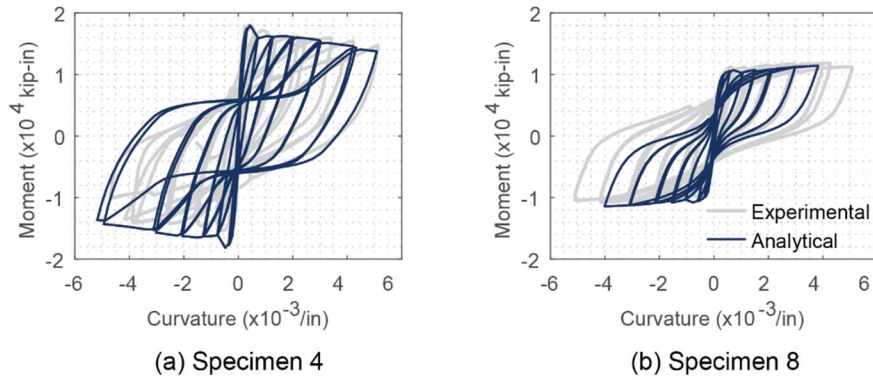 2
1
0
-1
-2
Moment (x10^4 kip-in)
-6 -4 -2 0 2 4 6
Curvature (x10^-3/in)
(a) Specimen 4
2
1
0
-1
-2
Moment (x10^4 kip-in)
Experimental
Analytical
-6 -4 -2 0 2 4 6
Curvature (x10^-3/in)
(b) Specimen 8